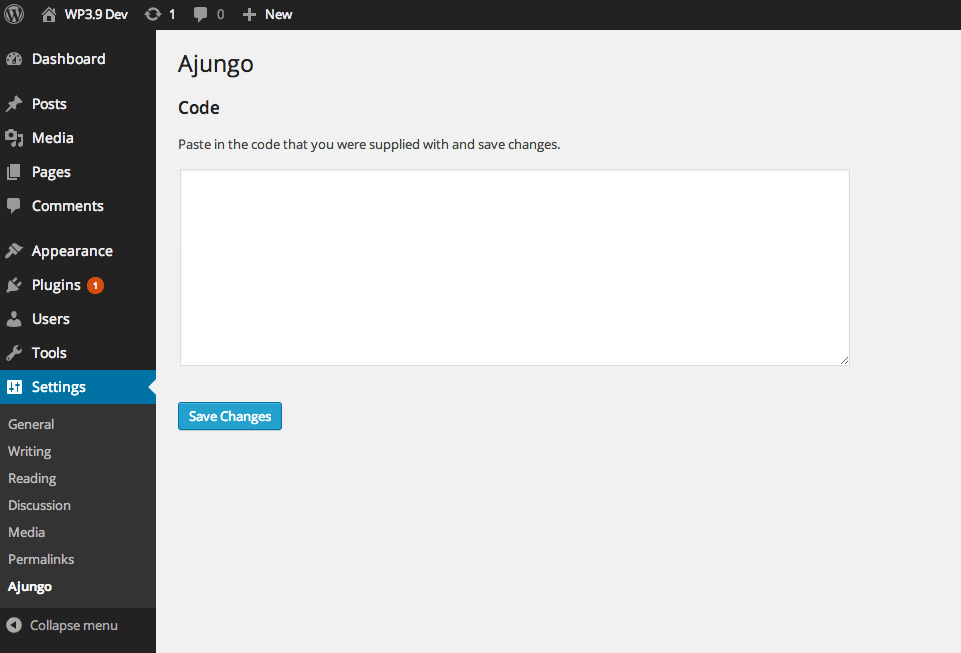 WP3.9 Dev 1 0 New
Dashboard
Posts
Media
Pages
Comments
Appearance
Plugins 1
Users
Tools
Settings
General
Writing
Reading
Discussion
Media
Permalinks
Ajungo
Collapse menu
Ajungo
Code
Paste in the code that you were supplied with and save changes.
Save Changes